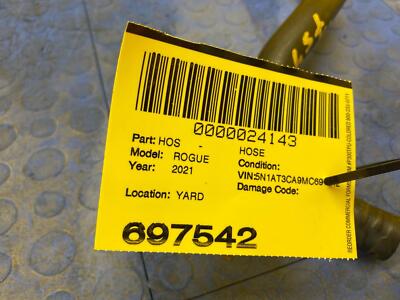 0000024143
Part: HOS - HOSE
Model: ROGUE Condition:
Year: 2021 VIN:5N1AT3CA9MC69
Damage Code:
Location: YARD
697542